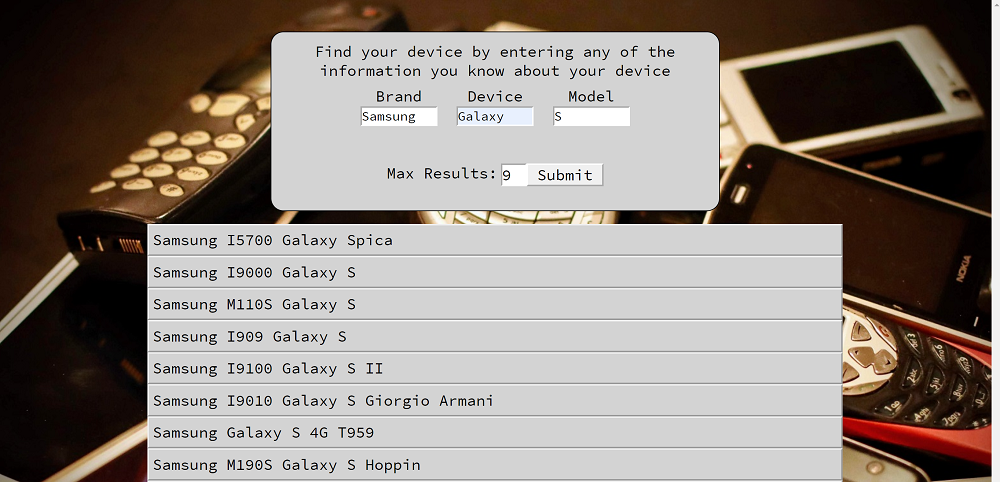 Find your device by entering any of the
information you know about your device
Brand Device Model
Samsung Galaxy S
Max Results: 9 Submit
Samsung I5700 Galaxy Spica
Samsung I9000 Galaxy S
Samsung M110S Galaxy S
Samsung I909 Galaxy S
Samsung I9100 Galaxy S II
Samsung I9010 Galaxy S Giorgio Armani
Samsung Galaxy S 4G T959
Samsung M190S Galaxy S Hoppin
NOKIA